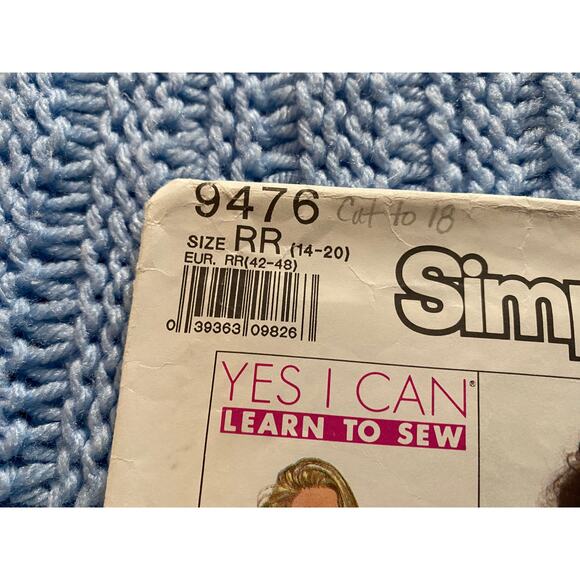 9476 Cut to 18
SIZE RR (14-20)
EUR. RR(42-48)
0 39363 09826
Simp
YES I CAN®
LEARN TO SEW